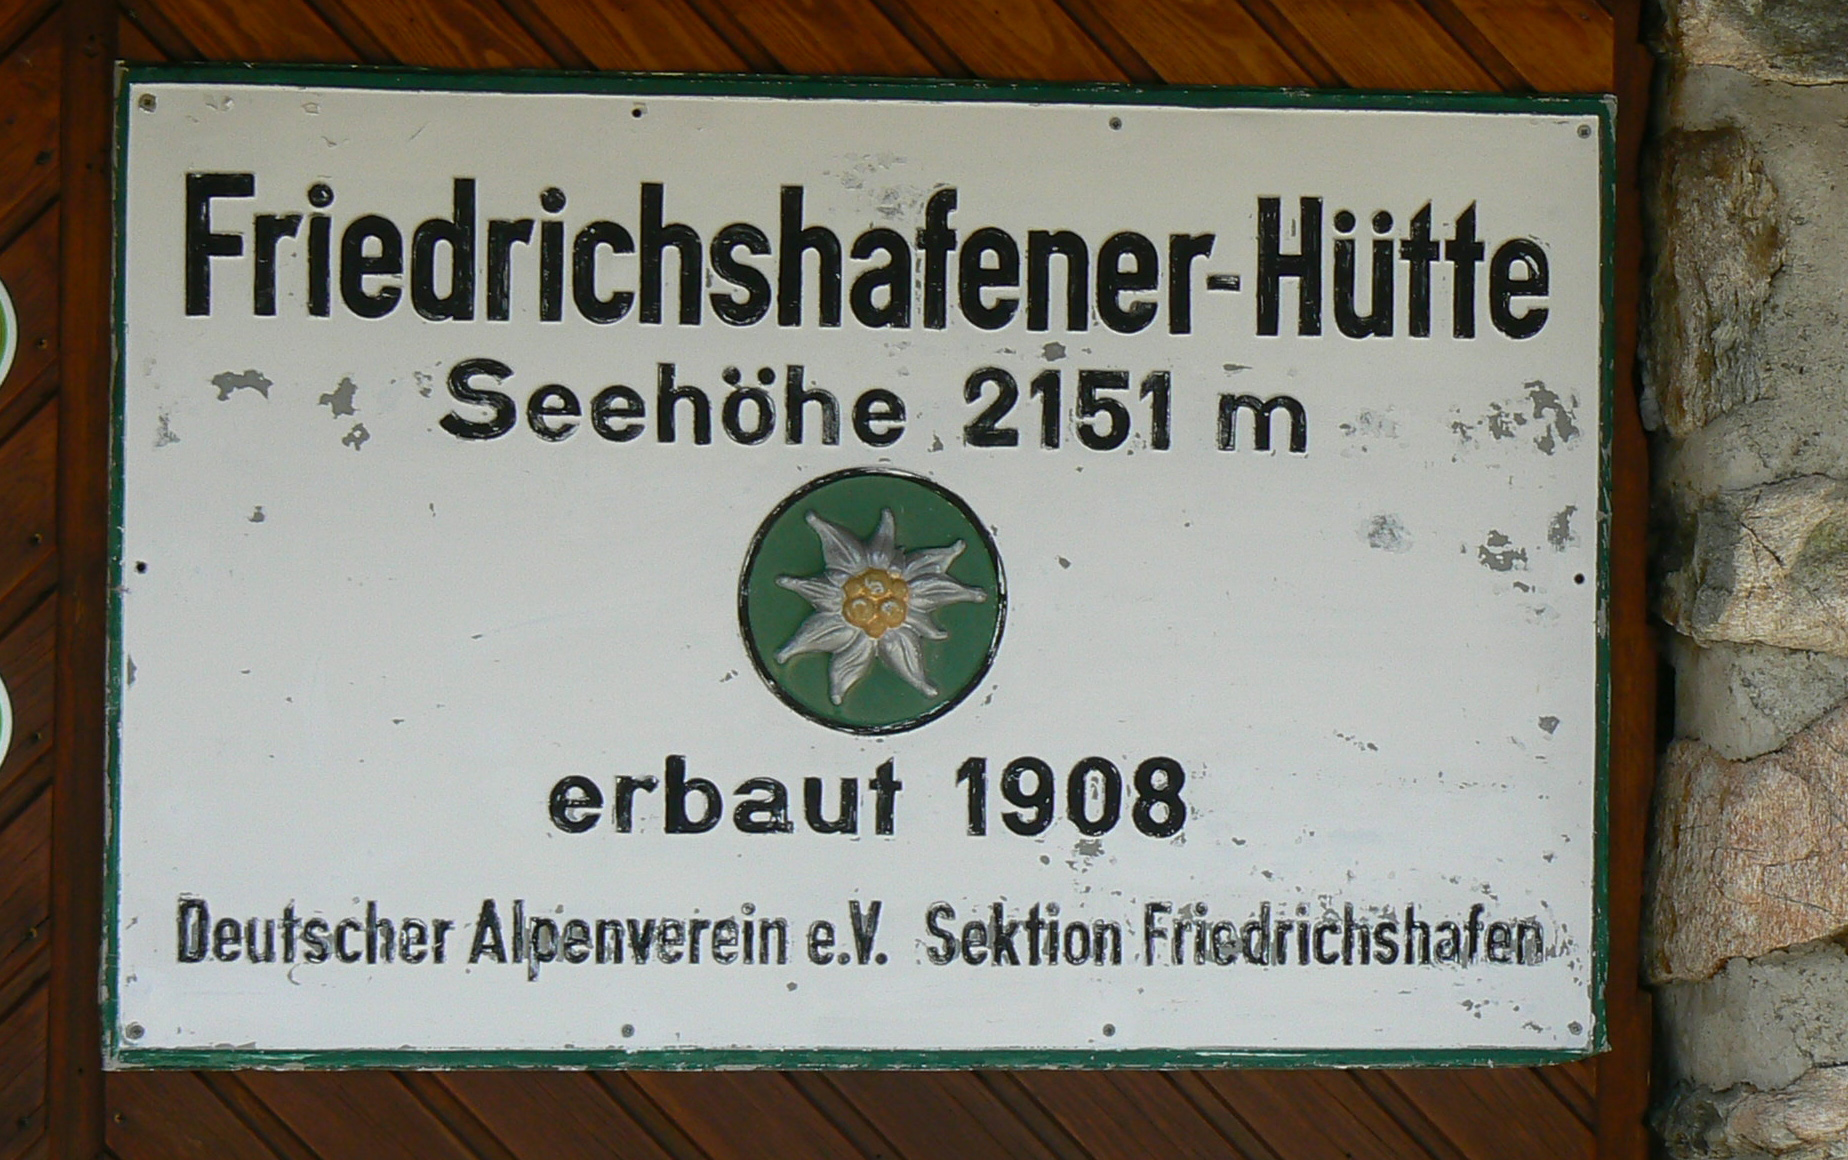 Friedrichshafener-Hütte
Seehöhe 2151 m
erbaut 1908
Deutscher Alpenverein e.V. Sektion Friedrichshafen